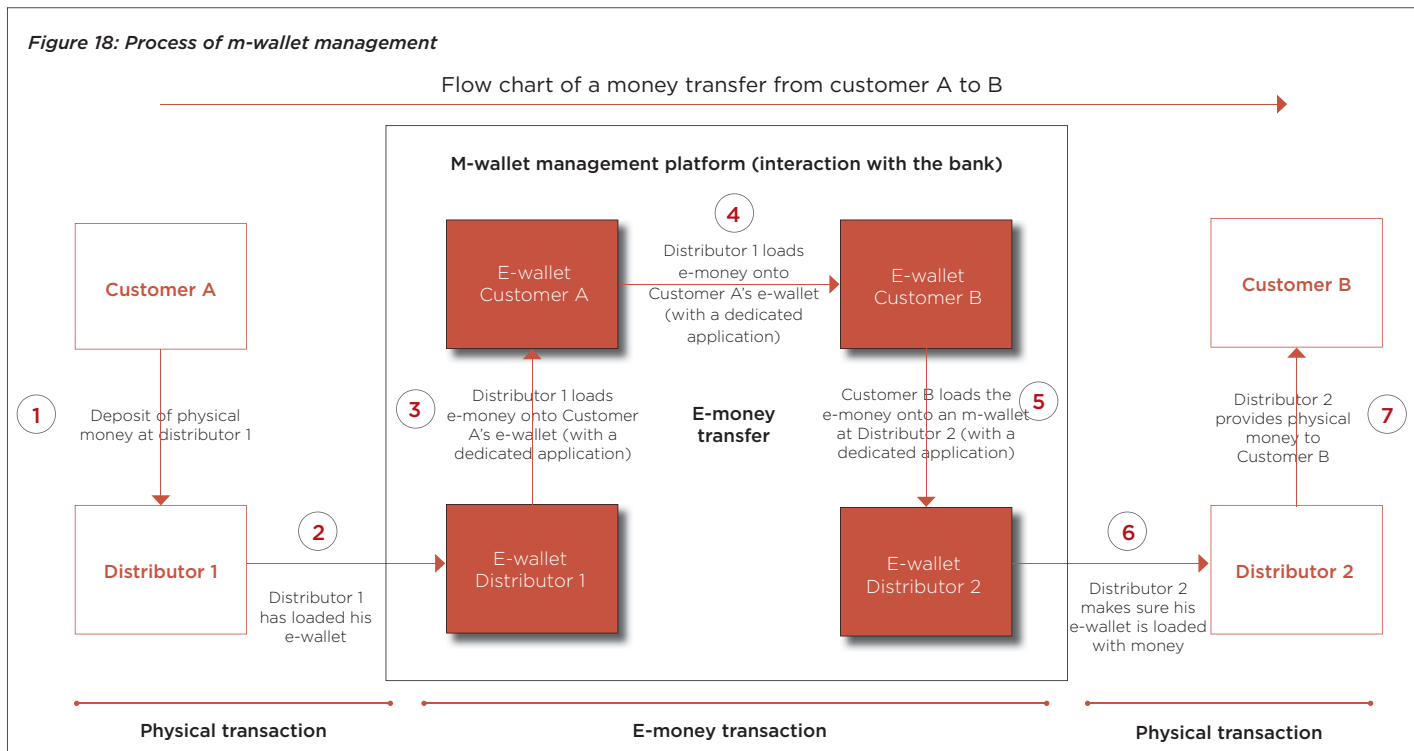 Figure 18: Process of m-wallet management
Flow chart of a money transfer from customer A to B
M-wallet management platform (interaction with the bank)
Customer A
1
Deposit of physical
money at distributor 1
Distributor 1
2
Distributor 1
has loaded his
e-wallet
E-wallet
Distributor 1
3
Distributor 1 loads
e-money onto Customer
A's e-wallet (with a
dedicated application)
E-wallet
Customer A
4
Distributor 1 loads
e-money onto
Customer A's e-wallet
(with a dedicated
application)
E-money
transfer
E-wallet
Customer B
5
Customer B loads the
e-money onto an m-wallet
at Distributor 2 (with a
dedicated application)
E-wallet
Distributor 2
6
Distributor 2
makes sure his
e-wallet is loaded
with money
Distributor 2
7
Distributor 2
provides physical
money to
Customer B
Customer B
Physical transaction
E-money transaction
Physical transaction